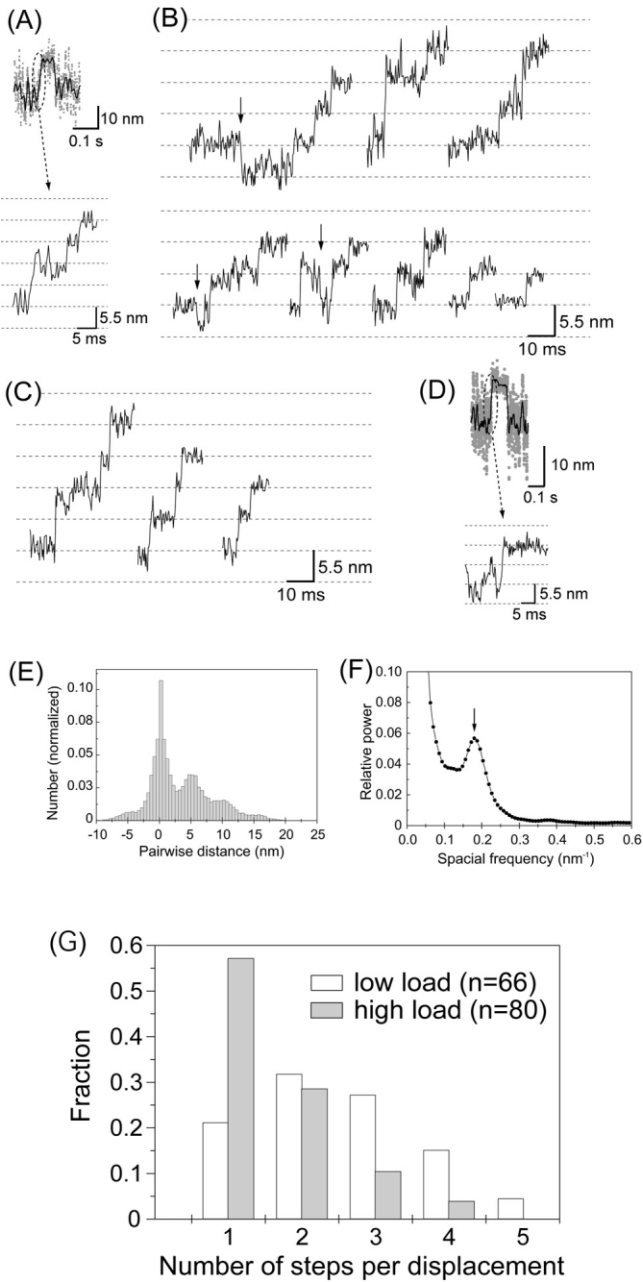 (A)
10 nm
0.1 s
5.5 nm
5 ms
(B)
5.5 nm
10 ms
(C)
5.5 nm
10 ms
(D)
10 nm
0.1 s
5.5 nm
5 ms
(E)
Number (normalized)
0.10
0.08
0.05
0.03
0
-10 -5 0 5 10 15 20 25
Pairwise distance (nm)
(F)
Relative power
0.10
0.08
0.06
0.04
0.02
0
0.0 0.1 0.2 0.3 0.4 0.5 0.6
Spacial frequency (nm⁻¹)
(G)
Fraction
0.6
0.5
0.4
0.3
0.2
0.1
0
low load (n=66)
high load (n=80)
1 2 3 4 5
Number of steps per displacement